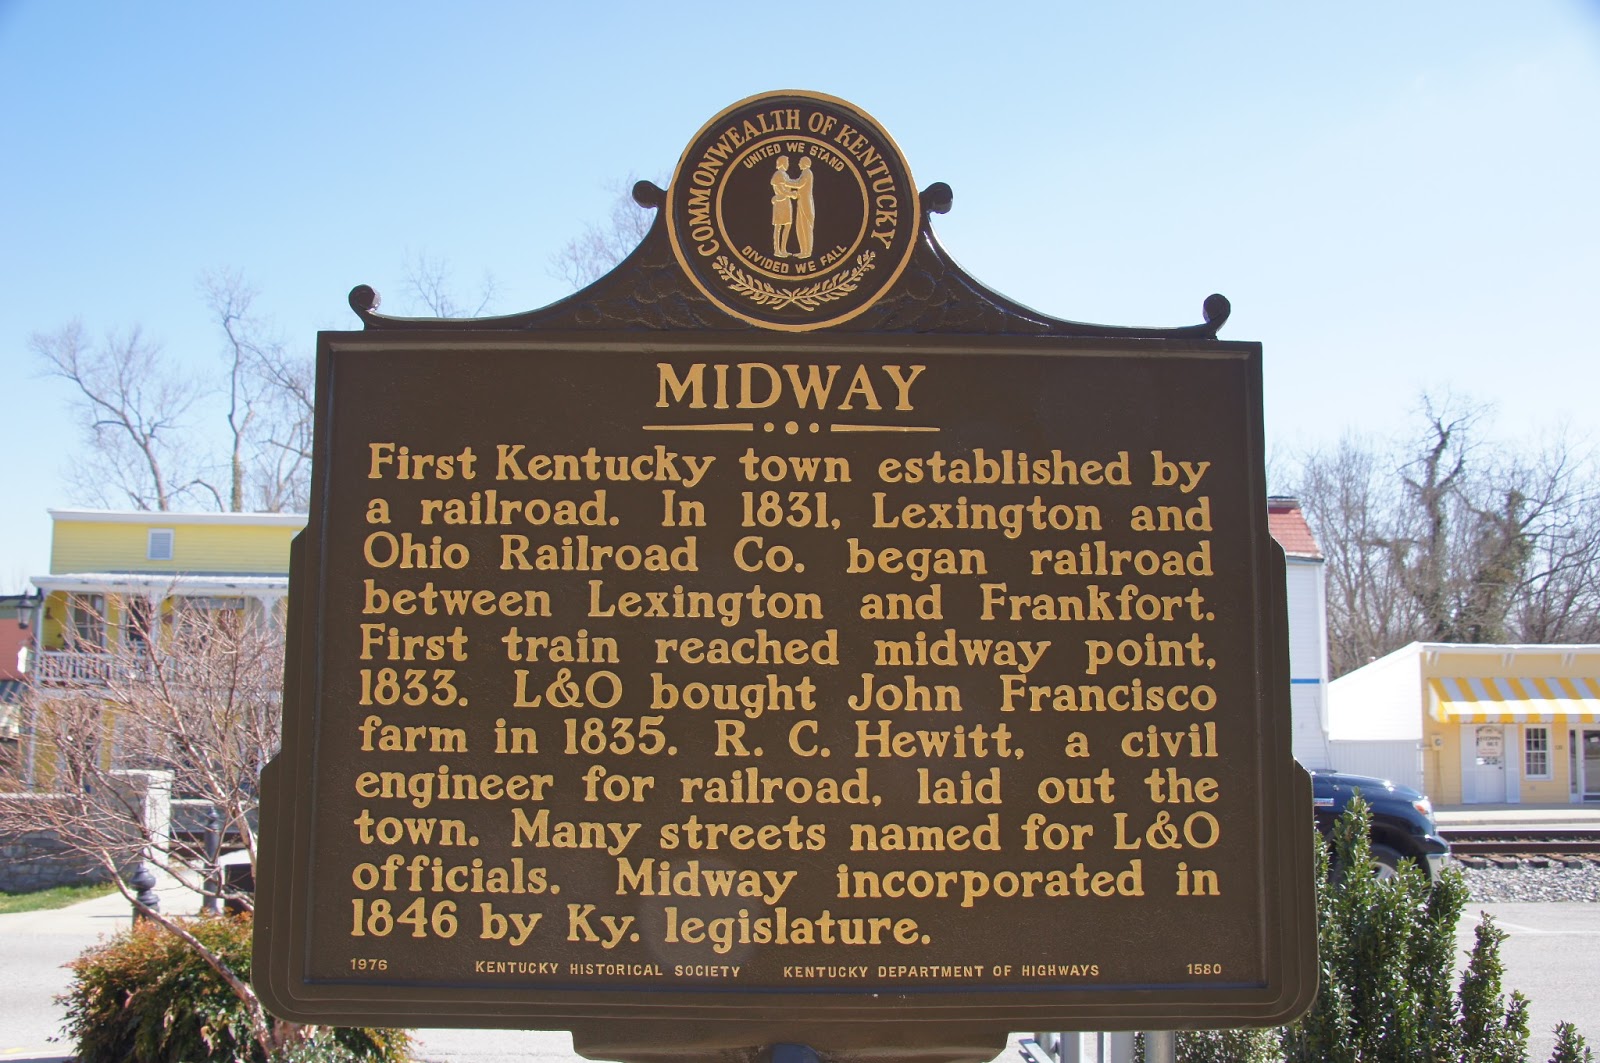 COMMONWEALTH OF KENTUCKY
UNITED WE STAND
DIVIDED WE FALL
MIDWAY
First Kentucky town established by
a railroad. In 1831, Lexington and
Ohio Railroad Co. began railroad
between Lexington and Frankfort.
First train reached midway point,
1833. L&O bought John Francisco
farm in 1835. R. C. Hewitt, a civil
engineer for railroad, laid out the
town. Many streets named for L&O
officials. Midway incorporated in
1846 by Ky. legislature.
1976 KENTUCKY HISTORICAL SOCIETY KENTUCKY DEPARTMENT OF HIGHWAYS 1580